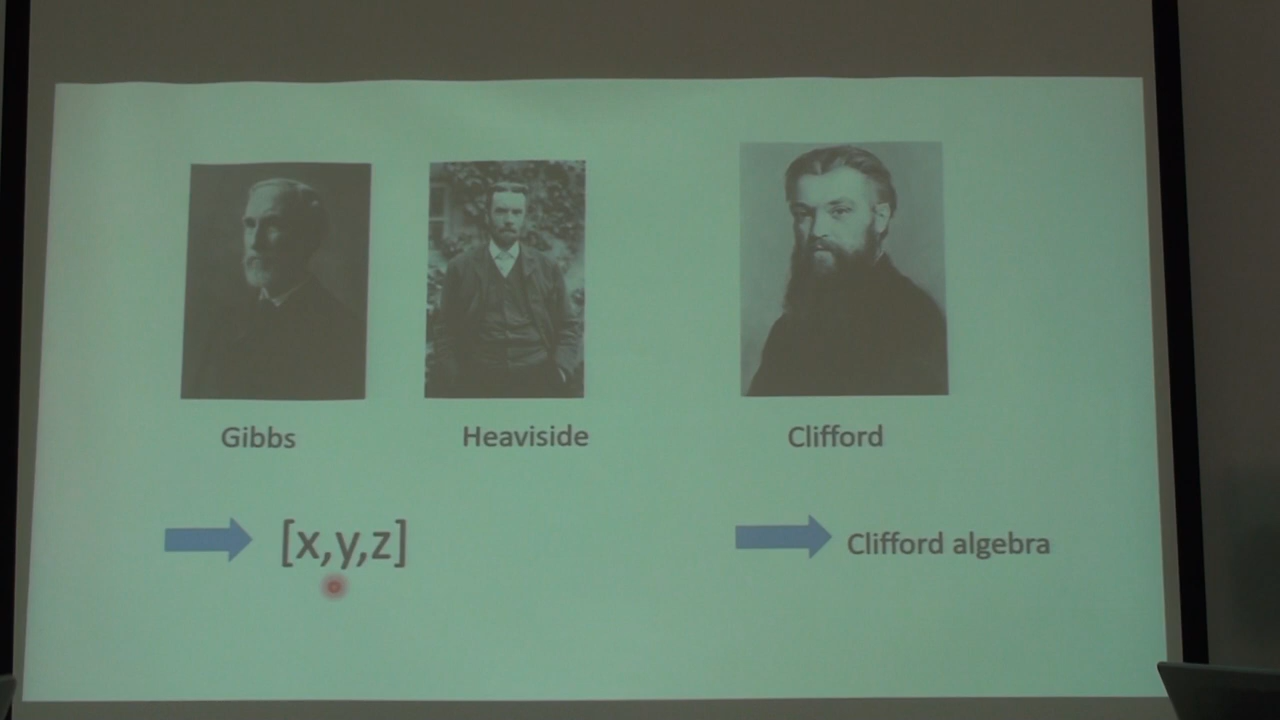 Gibbs
Heaviside
Clifford
[x,y,z]
Clifford algebra